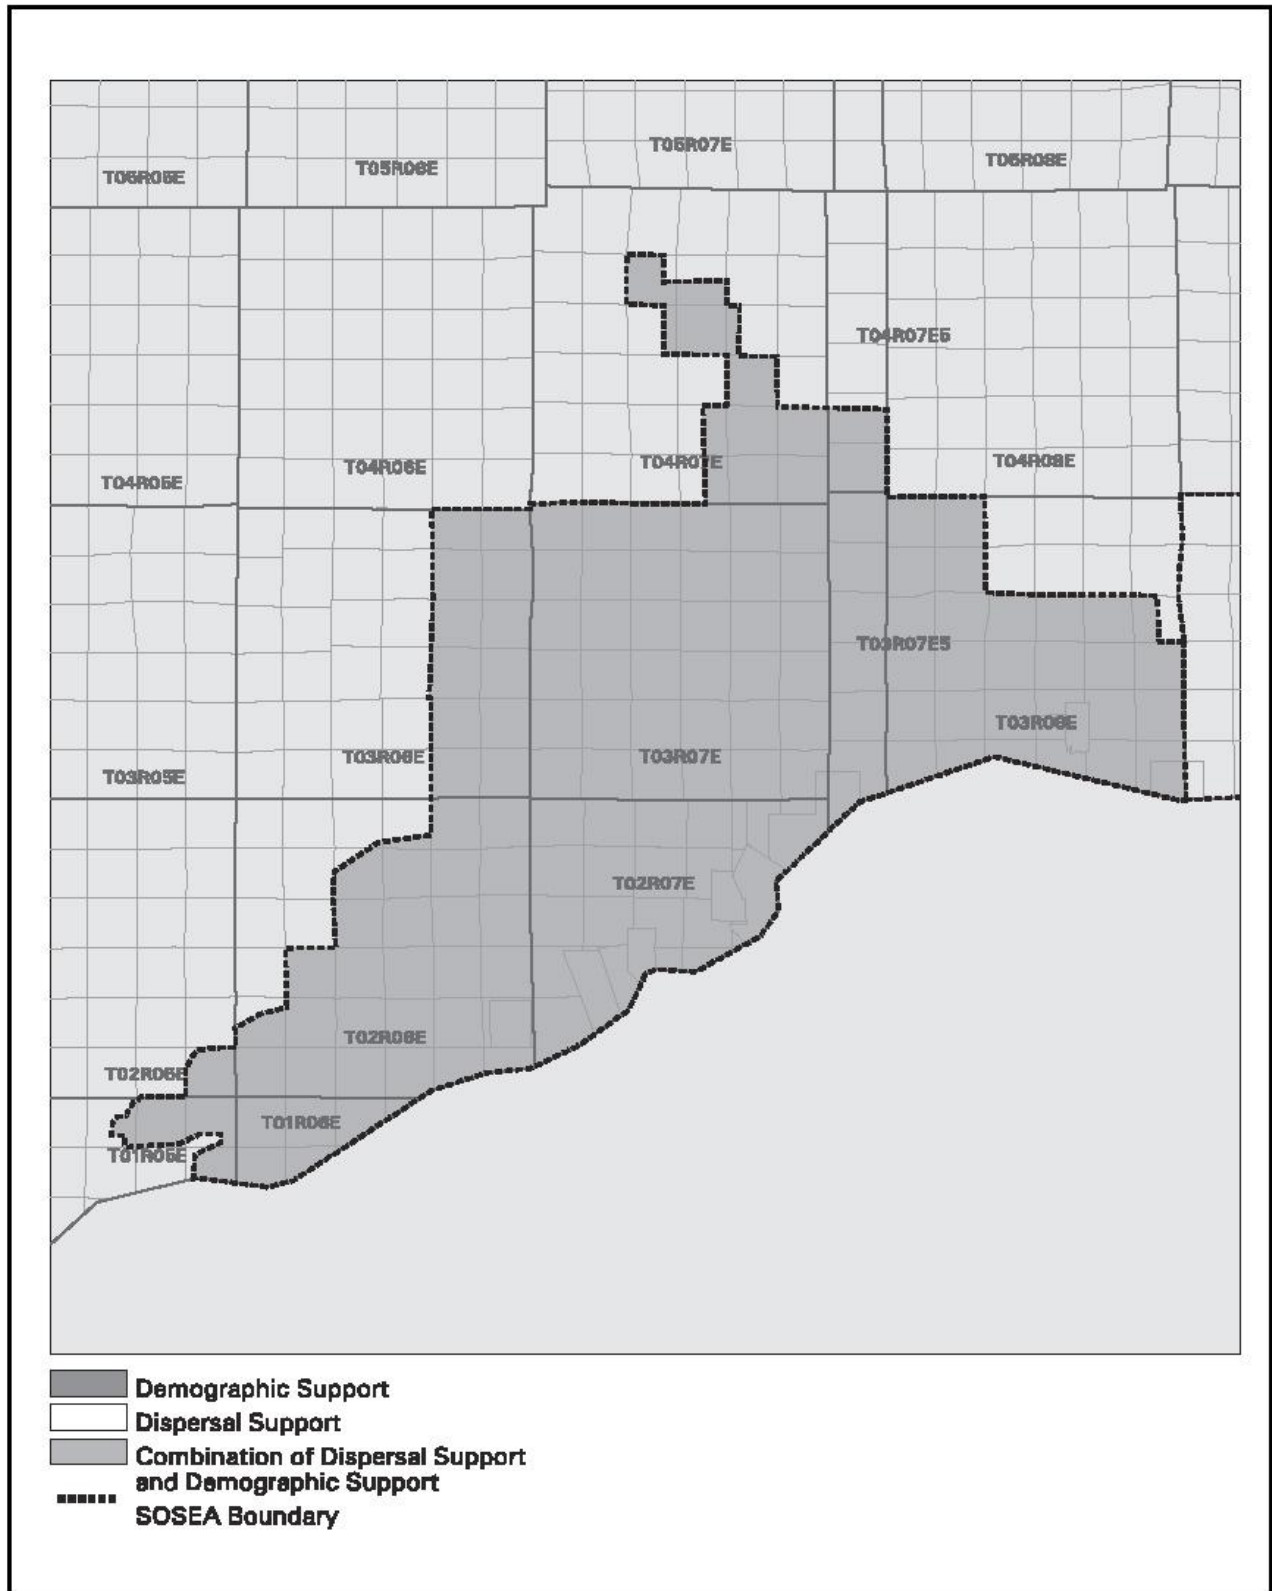 T05R07E
T05R08E
T05R06E
T05R05E
T04R07E5
T04R07E
T04R08E
T04R06E
T04R05E
T03R07E5
T03R08E
T03R06E
T03R07E
T03R05E
T02R07E
T02R06E
T02R05E
T01R06E
T01R05E
Demographic Support
Dispersal Support
Combination of Dispersal Support
and Demographic Support
SOSEA Boundary